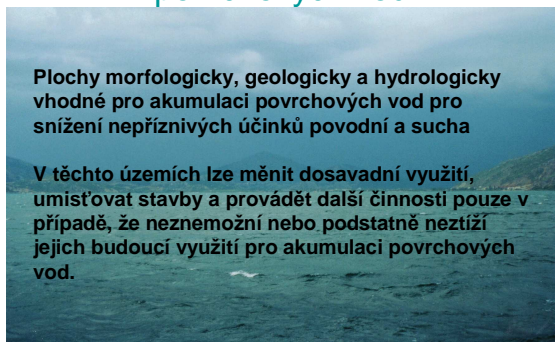 Plochy morfologicky, geologicky a hydrologicky
vhodné pro akumulaci povrchových vod pro
snížení nepříznivých účinků povodní a sucha
V těchto územích lze měnit dosavadní využití,
umisťovat stavby a provádět další činnosti pouze v
případě, že neznemožní nebo podstatně neztíží
jejich budoucí využití pro akumulaci povrchových
vod.